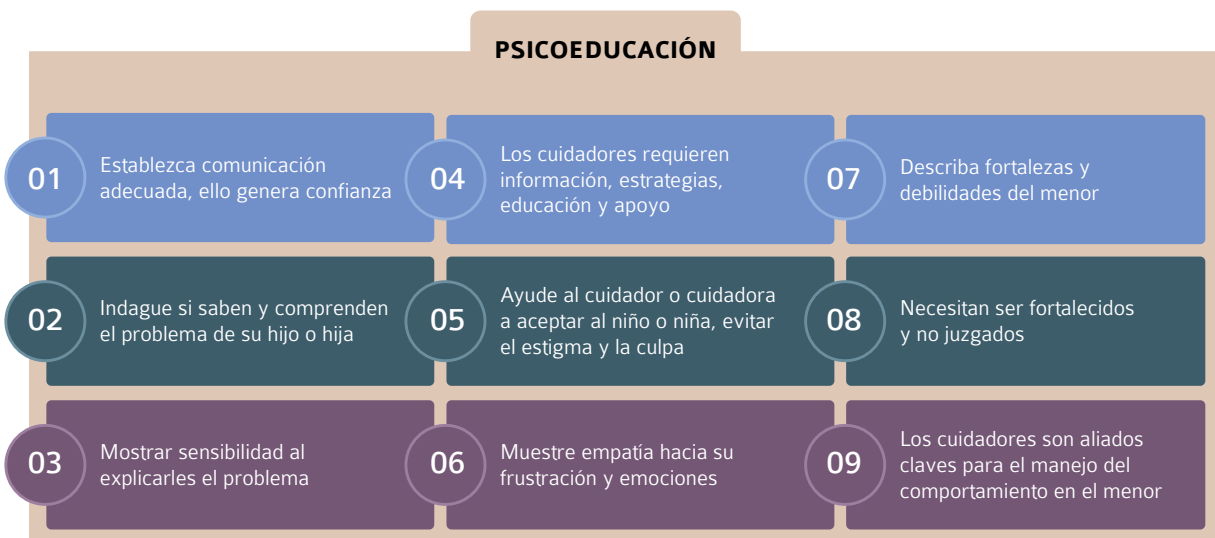 PSICOEDUCACIÓN
01
Establezca comunicación
adecuada, ello genera confianza
02
Indague si saben y comprenden
el problema de su hijo o hija
03
Mostrar sensibilidad al
explicarles el problema
04
Los cuidadores requieren
información, estrategias,
educación y apoyo
05
Ayude al cuidador o cuidadora
a aceptar al niño o niña, evitar
el estigma y la culpa
06
Muestre empatía hacia su
frustración y emociones
07
Describa fortalezas y
debilidades del menor
08
Necesitan ser fortalecidos
y no juzgados
09
Los cuidadores son aliados
claves para el manejo del
comportamiento en el menor